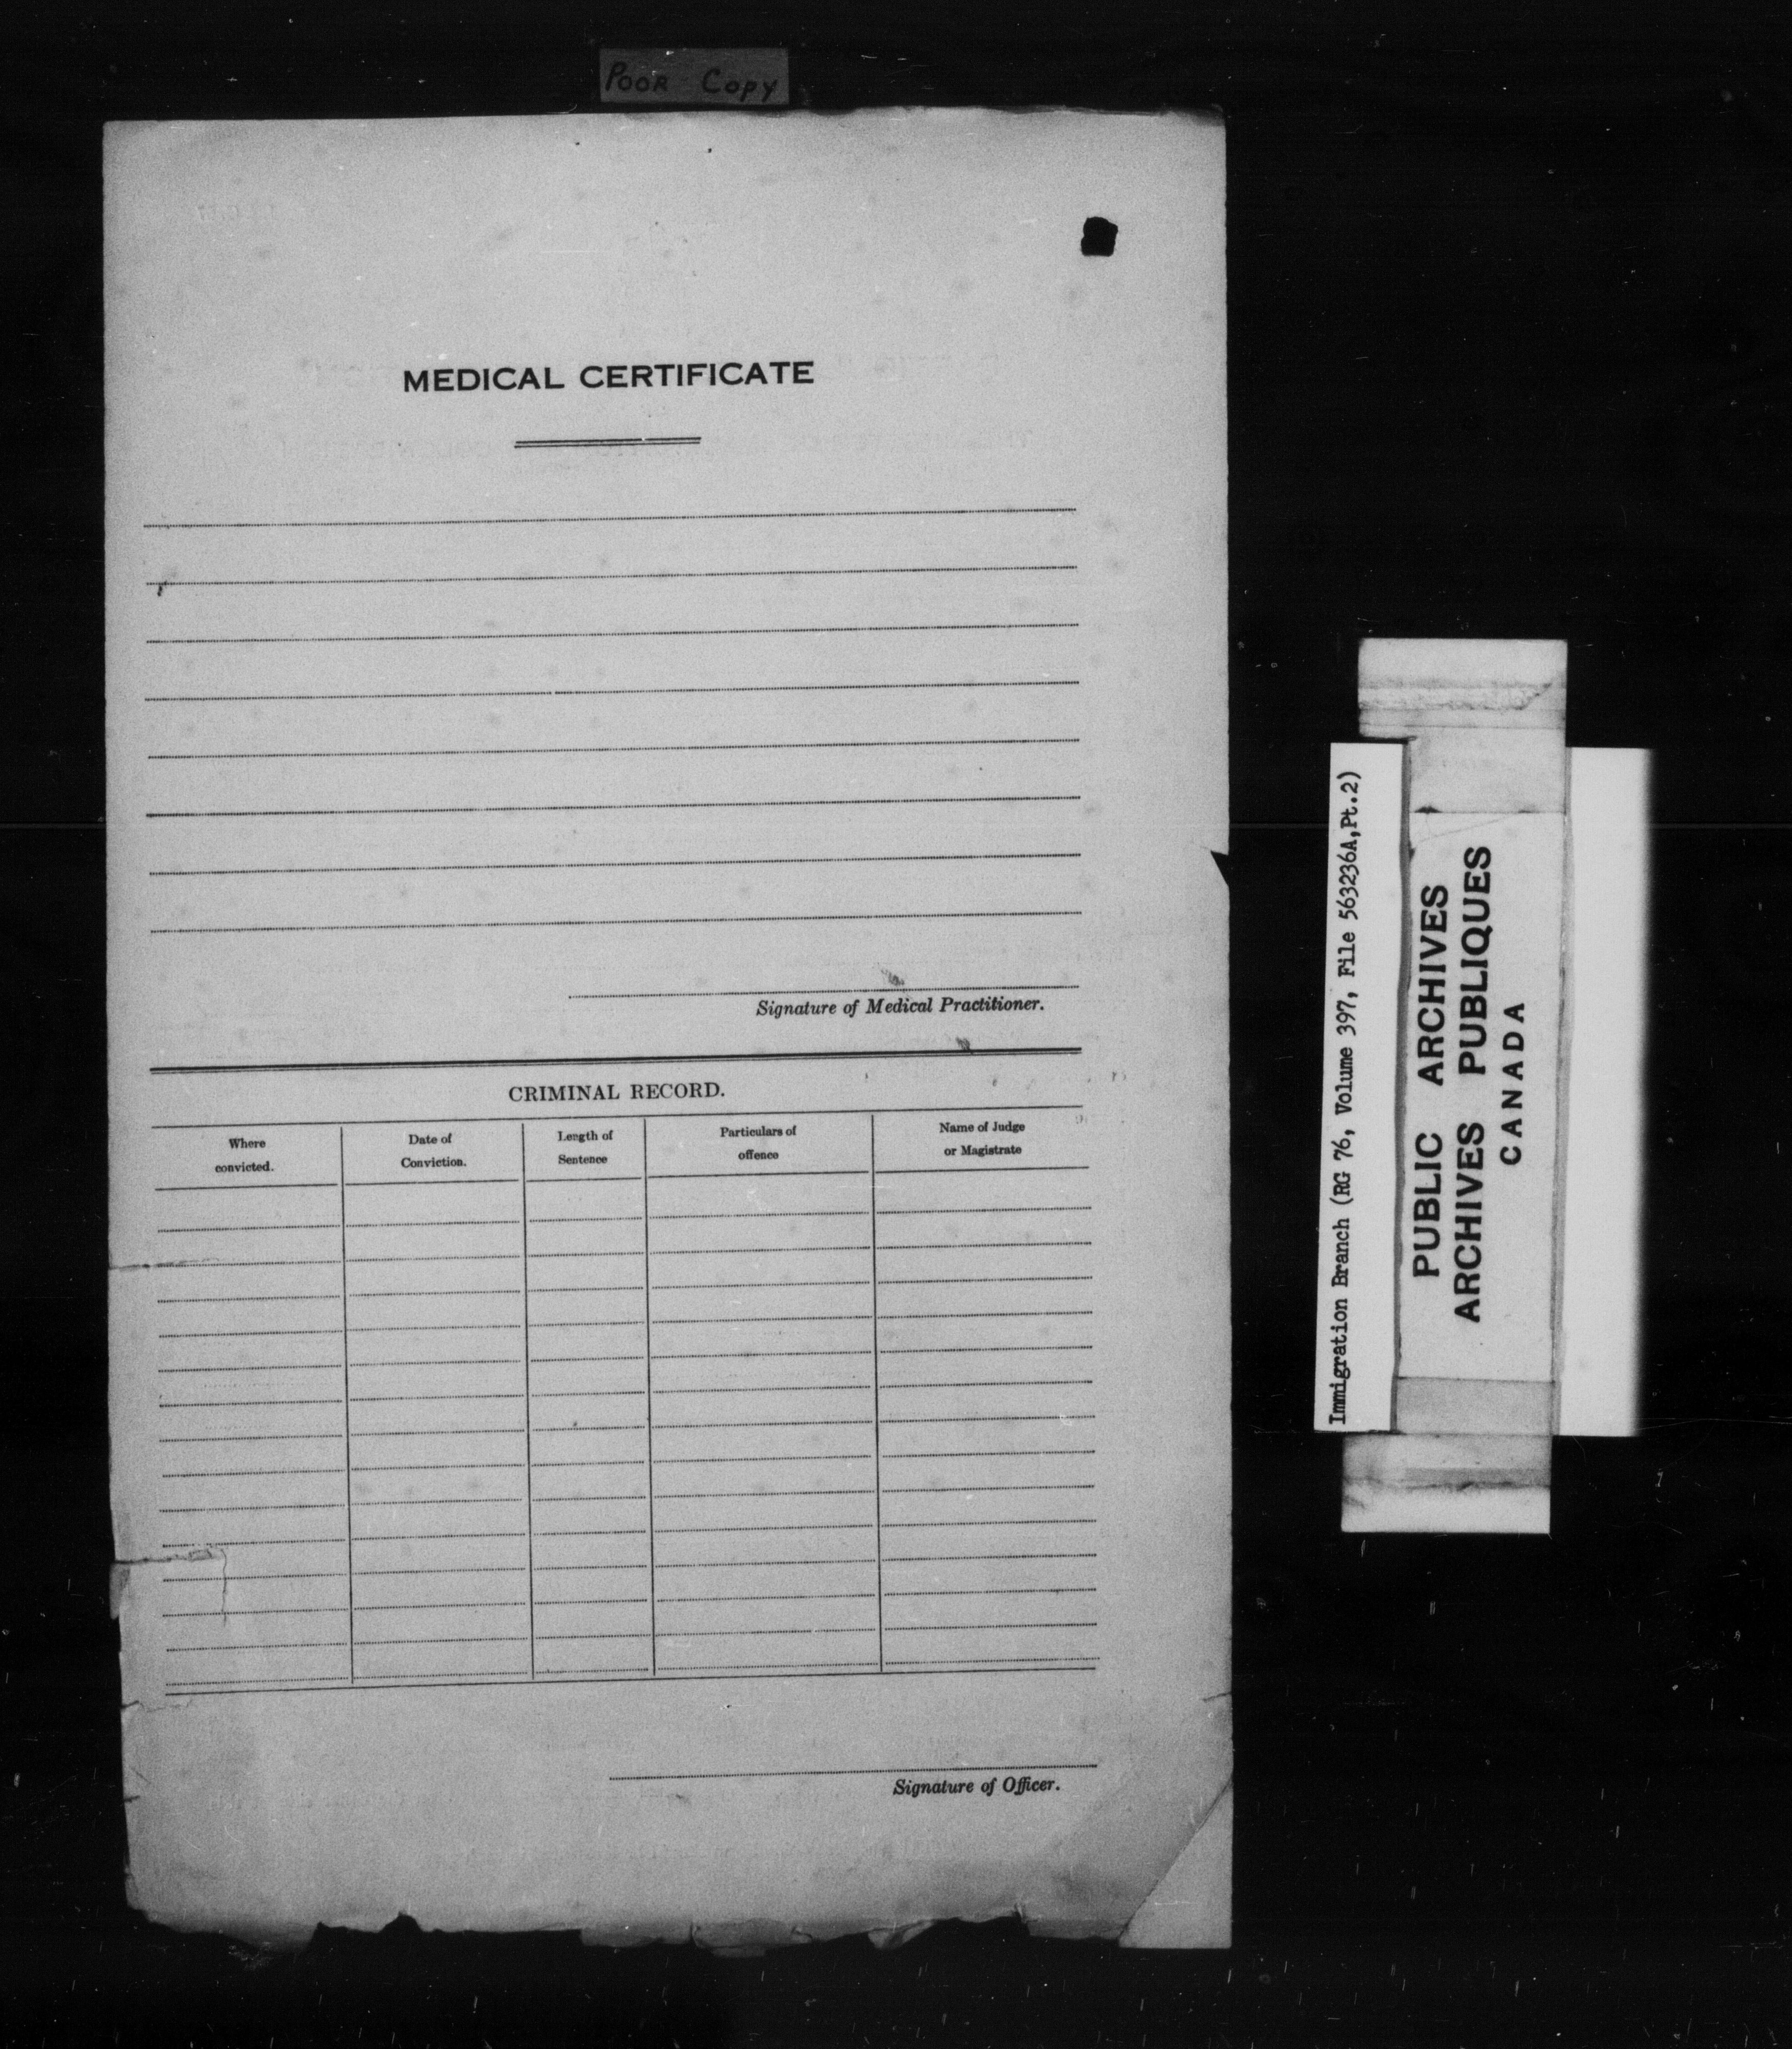 POOR COPY
MEDICAL CERTIFICATE
Signature of Medical Practitioner.
CRIMINAL RECORD.
Where convicted.
Date of Conviction.
Length of Sentence
Particulars of offence
Name of Judge or Magistrate
Signature of Officer.
Immigration Branch (RG 76, Volume 397, File 563236A,Pt.2)
PUBLIC ARCHIVES
ARCHIVES PUBLIQUES
CANADA